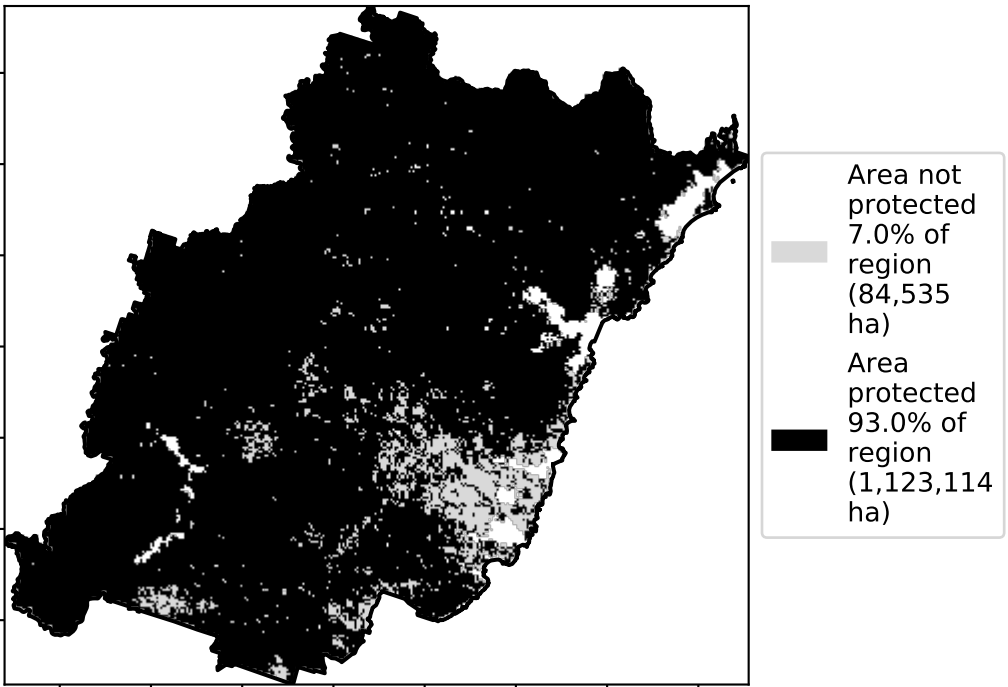 Area not
protected
7.0% of
region
(84,535
ha)
Area
protected
93.0% of
region
(1,123,114
ha)